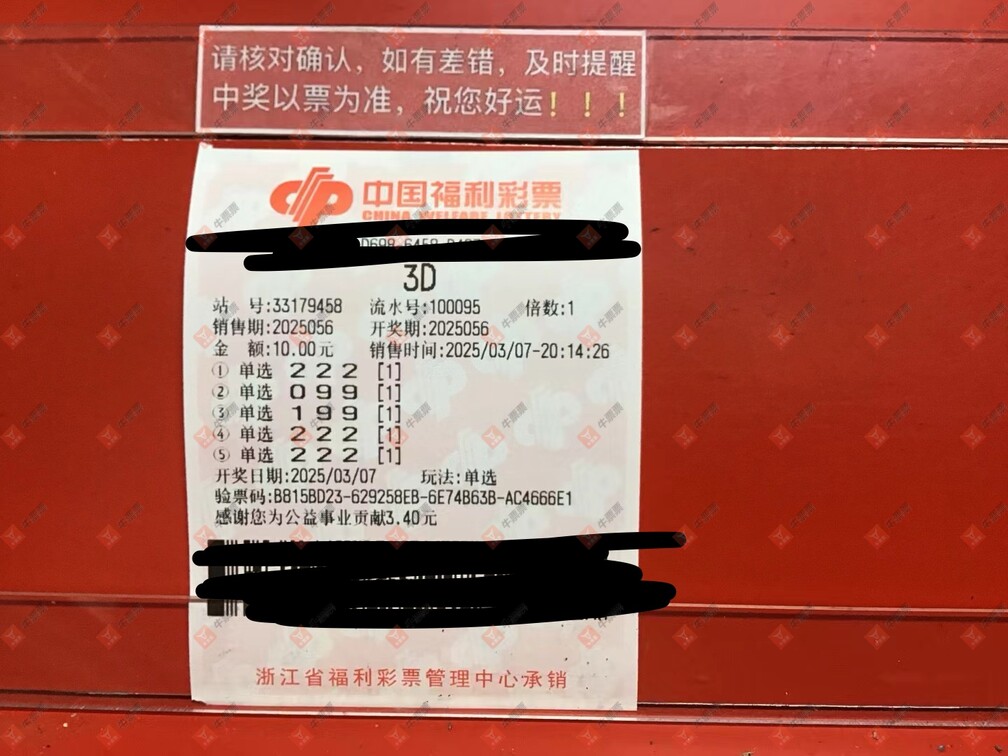 请核对确认，如有差错，及时提醒
中奖以票为准，祝您好运！！！
中国福利彩票
CHINA WELFARE LOTTERY
3D
站 号:33179458 流水号:100095 倍数:1
销售期:2025056 开奖期:2025056
金 额:10.00元 销售时间:2025/03/07-20:14:26
① 单选 2 2 2 [1]
② 单选 0 9 9 [1]
③ 单选 1 9 9 [1]
④ 单选 2 2 2 [1]
⑤ 单选 2 2 2 [1]
开奖日期:2025/03/07 玩法:单选
验票码:B815BD23-629258EB-6E74B63B-AC4666E1
感谢您为公益事业贡献3.40元
浙江省福利彩票管理中心承销